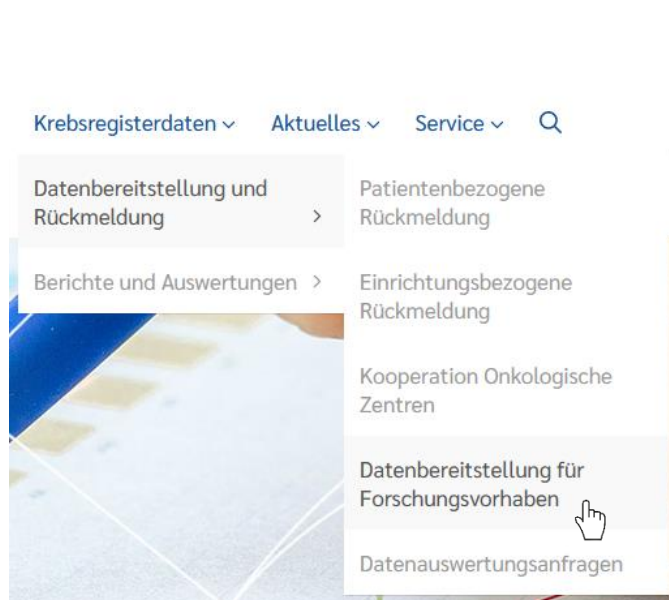 Krebsregisterdaten Aktuelles Service
Datenbereitstellung und
Rückmeldung
Berichte und Auswertungen
Patientenbezogene
Rückmeldung
Einrichtungsbezogene
Rückmeldung
Kooperation Onkologische
Zentren
Datenbereitstellung für
Forschungsvorhaben
Datenauswertungsanfragen